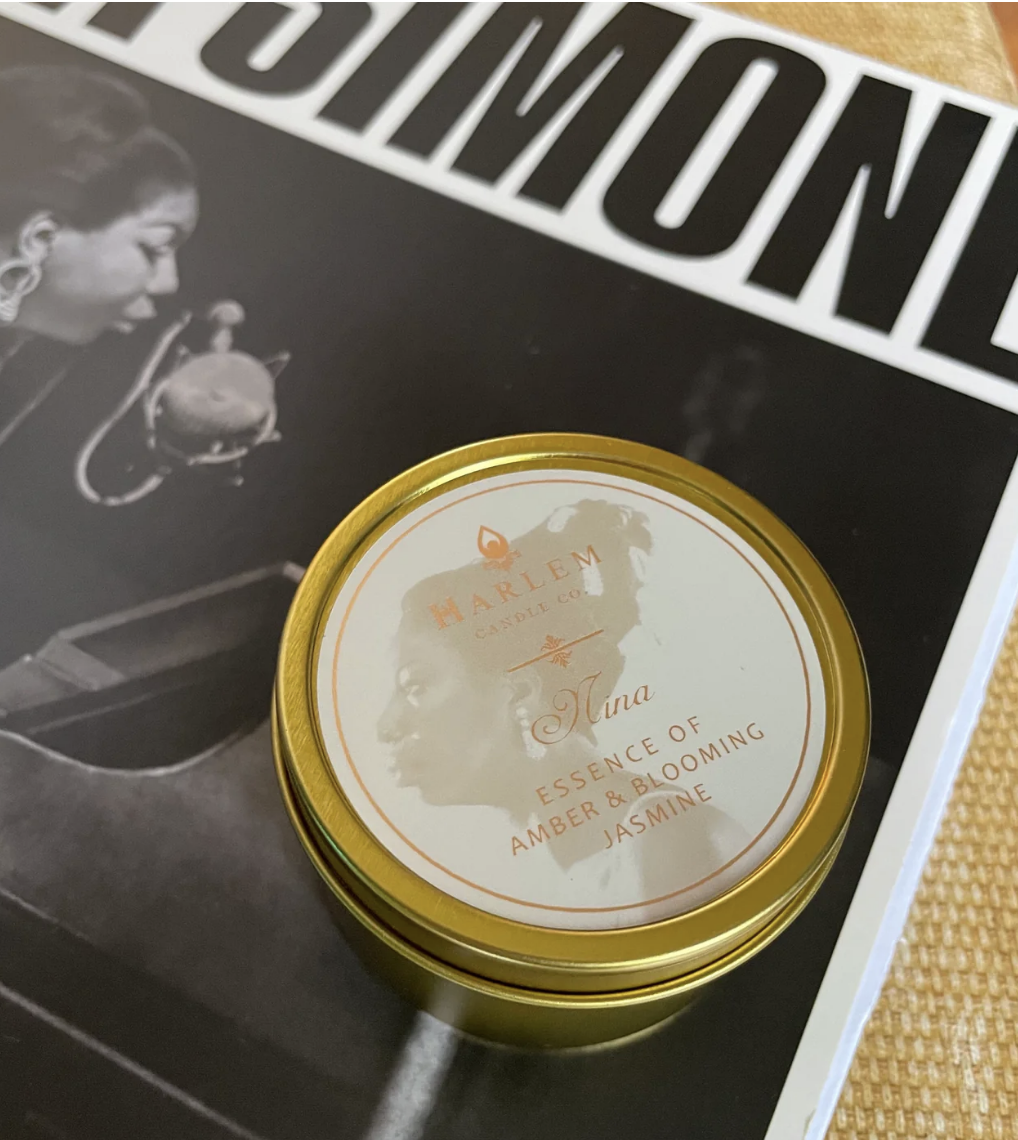 SIMON
HARLEM
CANDLE CO.
Nina
ESSENCE OF
AMBER & BLOOMING
JASMINE